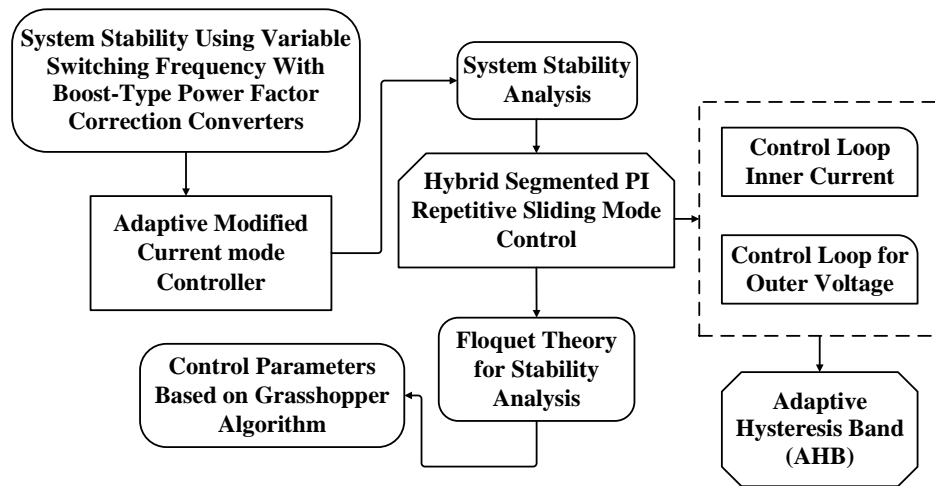 System Stability Using Variable
Switching Frequency With
Boost-Type Power Factor
Correction Converters
Adaptive Modified
Current mode
Controller
System Stability
Analysis
Hybrid Segmented PI
Repetitive Sliding Mode
Control
Control Loop
Inner Current
Control Loop for
Outer Voltage
Floquet Theory
for Stability
Analysis
Control Parameters
Based on Grasshopper
Algorithm
Adaptive
Hysteresis Band
(AHB)